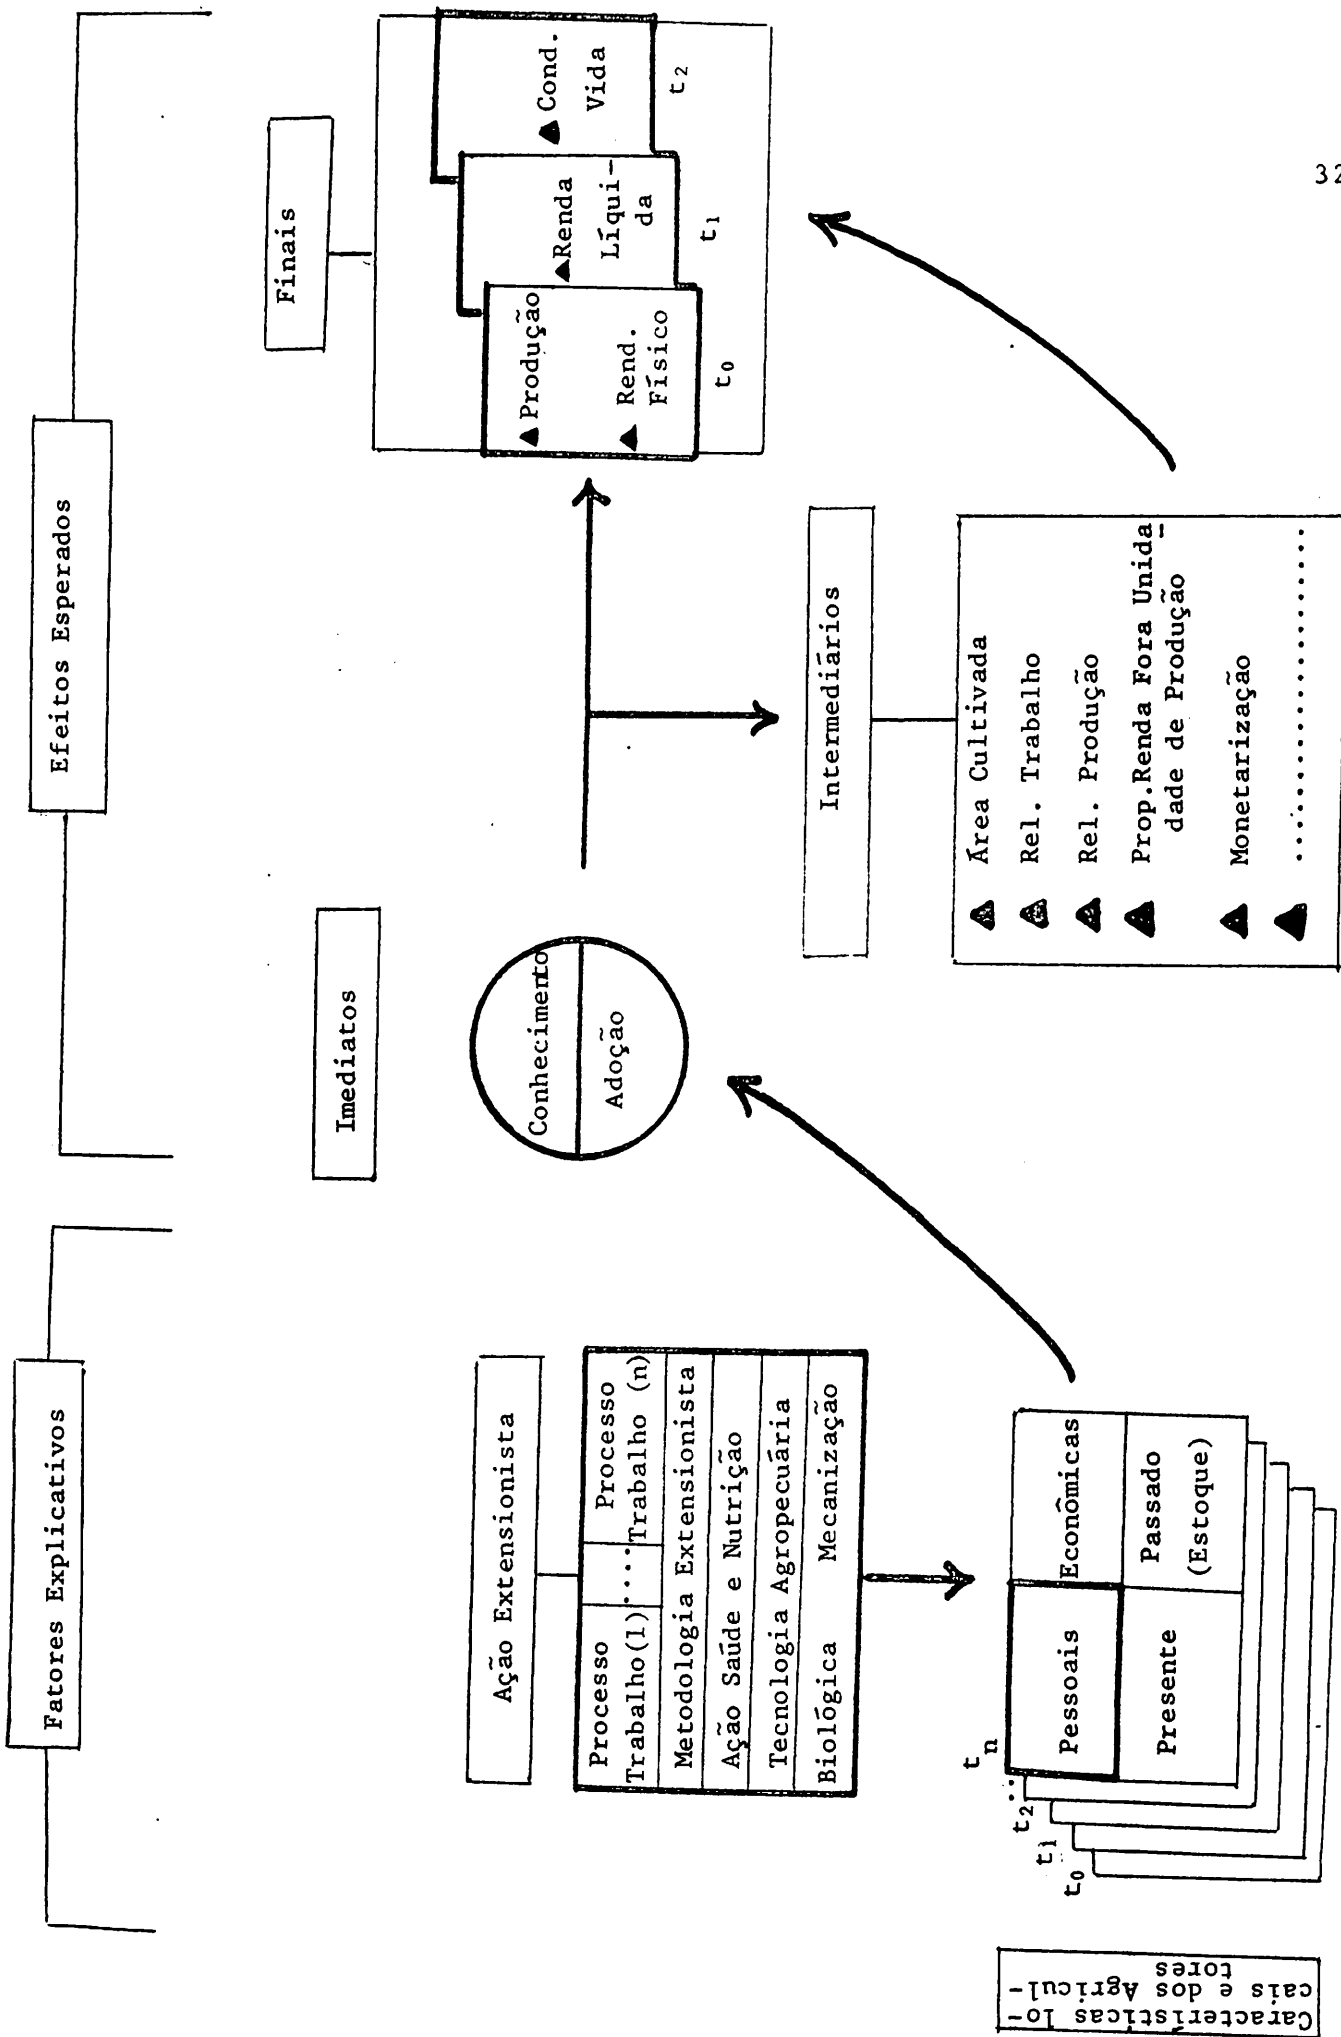 32
Fatores Explicativos
Efeitos Esperados
Ação Extensionista
Processo
Trabalho(1)
....
Processo
Trabalho (n)
Metodologia Extensionista
Ação Saúde e Nutrição
Tecnologia Agropecuária
Biológica Mecanização
Características lo-
cais e dos Agricul-
tores
t0
t1
t2
..
tn
Pessoais
Econômicas
Presente
Passado
(Estoque)
Imediatos
Conhecimento
Adoção
Intermediários
▲ Área Cultivada
▲ Rel. Trabalho
▲ Rel. Produção
▲ Prop.Renda Fora Unida-
dade de Produção
▲ Monetarização
▲ ..................
Finais
▲ Produção
▲ Rend.
Físico
t0
▲ Renda
Líqui-
da
t1
▲ Cond.
Vida
t2